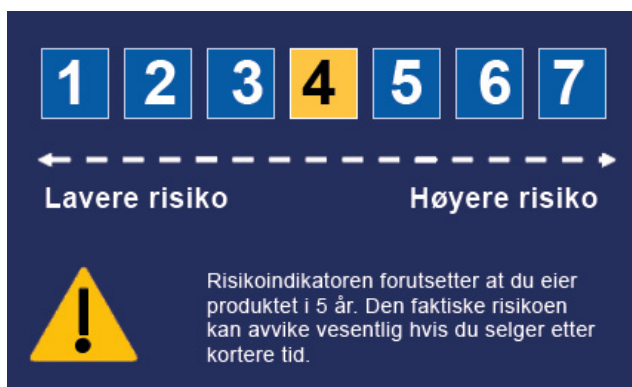 1 2 3 4 5 6 7
Lavere risiko Høyere risiko
Risikoindikatoren forutsetter at du eier
produktet i 5 år. Den faktiske risikoen
kan avvike vesentlig hvis du selger etter
kortere tid.